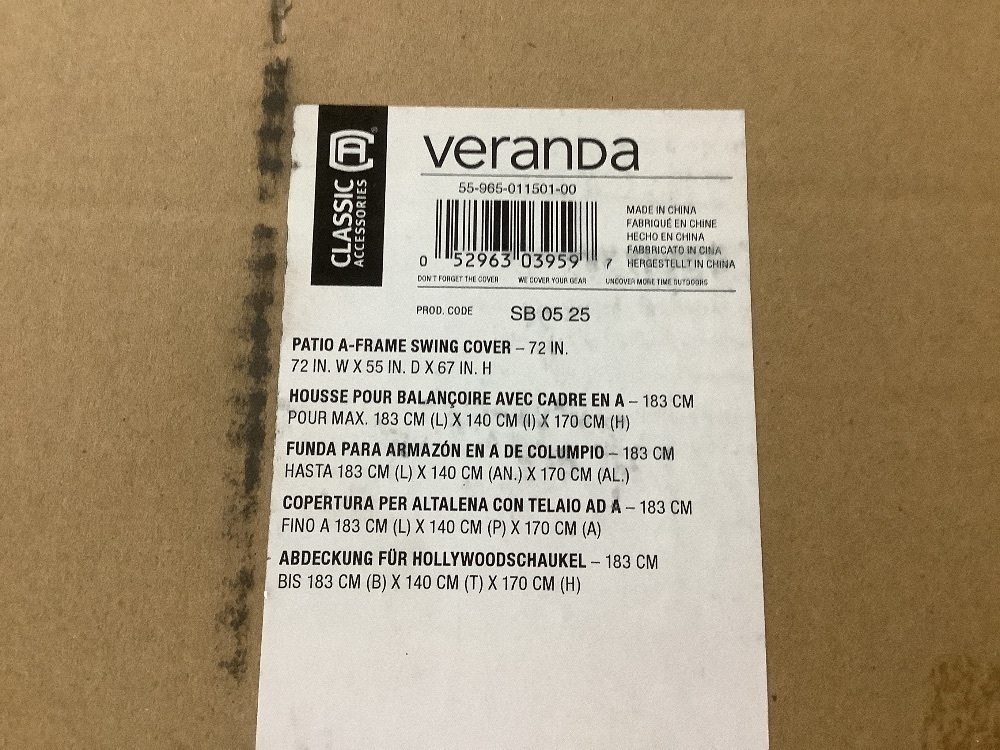 CLASSIC
ACCESSORIES
veranda
55-965-011501-00
0 52963 03959 7
MADE IN CHINA
FABRIQUÉ EN CHINE
HECHO EN CHINA
FABBRICATO IN CINA
HERGESTELLT IN CHINA
DON'T FORGET THE COVER WE COVER YOUR GEAR UNCOVER MORE TIME OUTDOORS
PROD. CODE SB 05 25
PATIO A-FRAME SWING COVER – 72 IN.
72 IN. W X 55 IN. D X 67 IN. H
HOUSSE POUR BALANÇOIRE AVEC CADRE EN A – 183 CM
POUR MAX. 183 CM (L) X 140 CM (l) X 170 CM (H)
FUNDA PARA ARMAZÓN EN A DE COLUMPIO – 183 CM
HASTA 183 CM (L) X 140 CM (AN.) X 170 CM (AL.)
COPERTURA PER ALTALENA CON TELAIO AD A – 183 CM
FINO A 183 CM (L) X 140 CM (P) X 170 CM (A)
ABDECKUNG FÜR HOLLYWOODSCHAUKEL – 183 CM
BIS 183 CM (B) X 140 CM (T) X 170 CM (H)